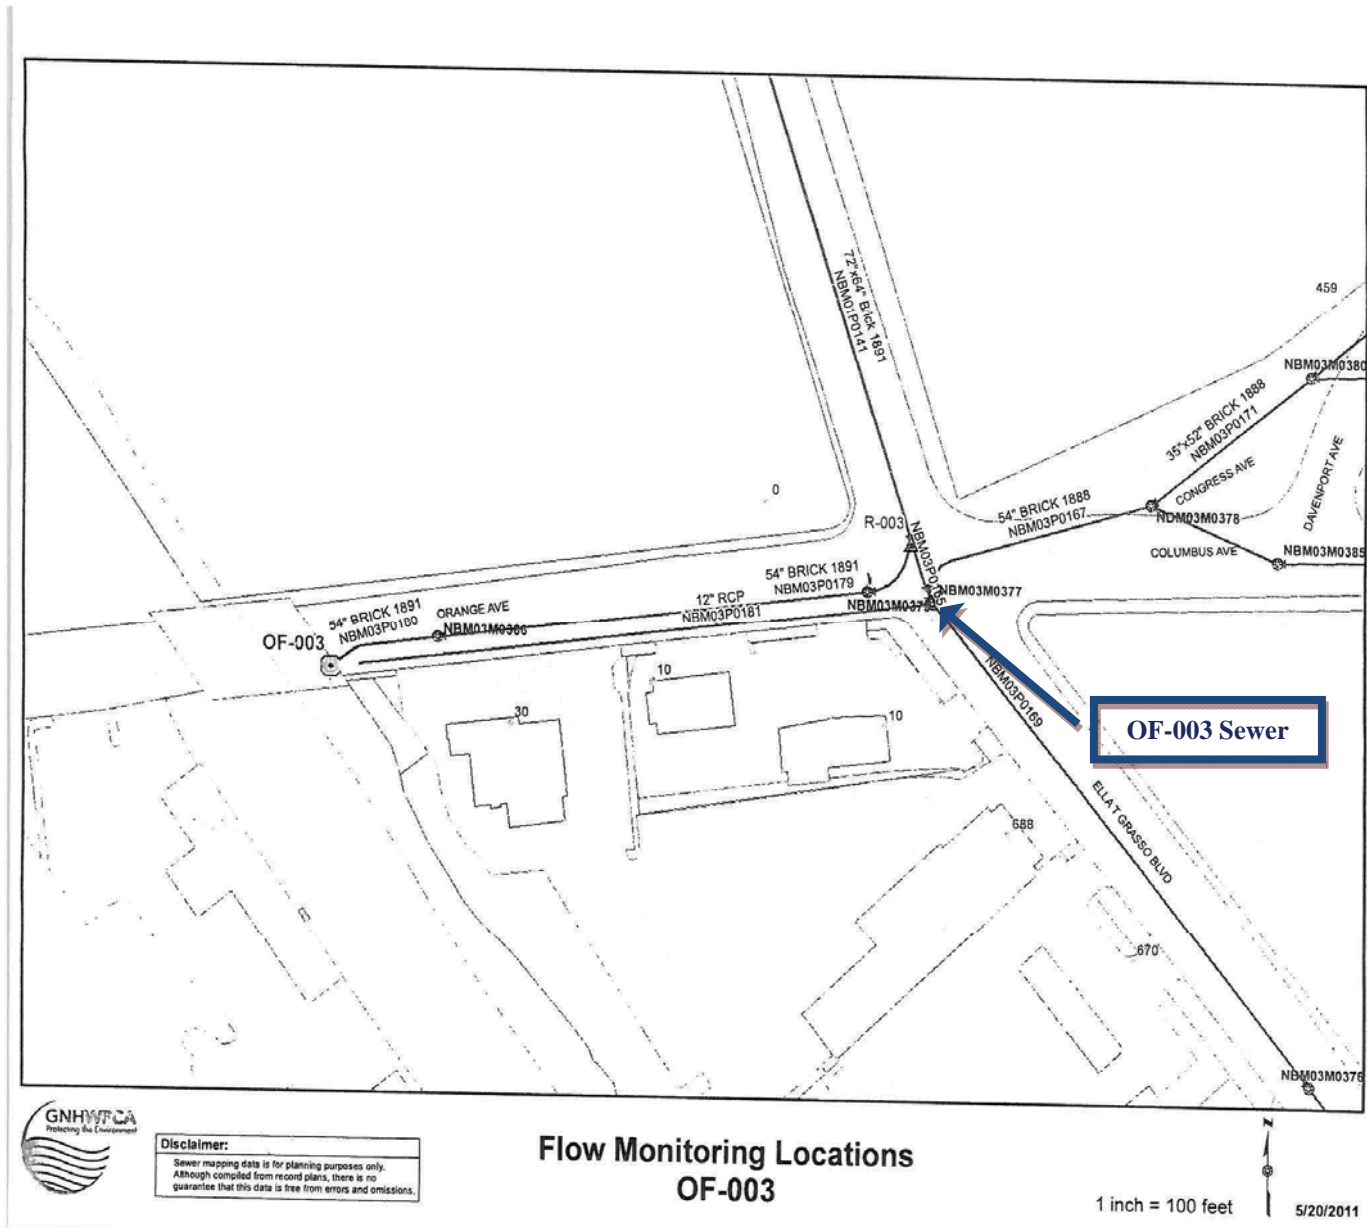 72"x64" Brick 1891
NBM01P0141
459
NBM03M0380
35"x52" BRICK 1888
NBM03P0171
CONGRESS AVE
DAVENPORT AVE
0
54" BRICK 1888
NBM03P0167
NDM03M0378
R-003
COLUMBUS AVE
NBM03M0385
54" BRICK 1891
NBM03P0179
NBM03M0377
12" RCP
NBM03P0181
54" BRICK 1891
NBM03P0180
ORANGE AVE
OF-003
NBM03P0169
10
30
10
OF-003 Sewer
ELLA T GRASSO BLVD
688
670
NBM03M0376
GNHWPCA
Protecting the Environment
Disclaimer:
Sewer mapping data is for planning purposes only.
Although compiled from record plans, there is no
guarantee that this data is free from errors and omissions.
Flow Monitoring Locations
OF-003
1 inch = 100 feet
N
5/20/2011